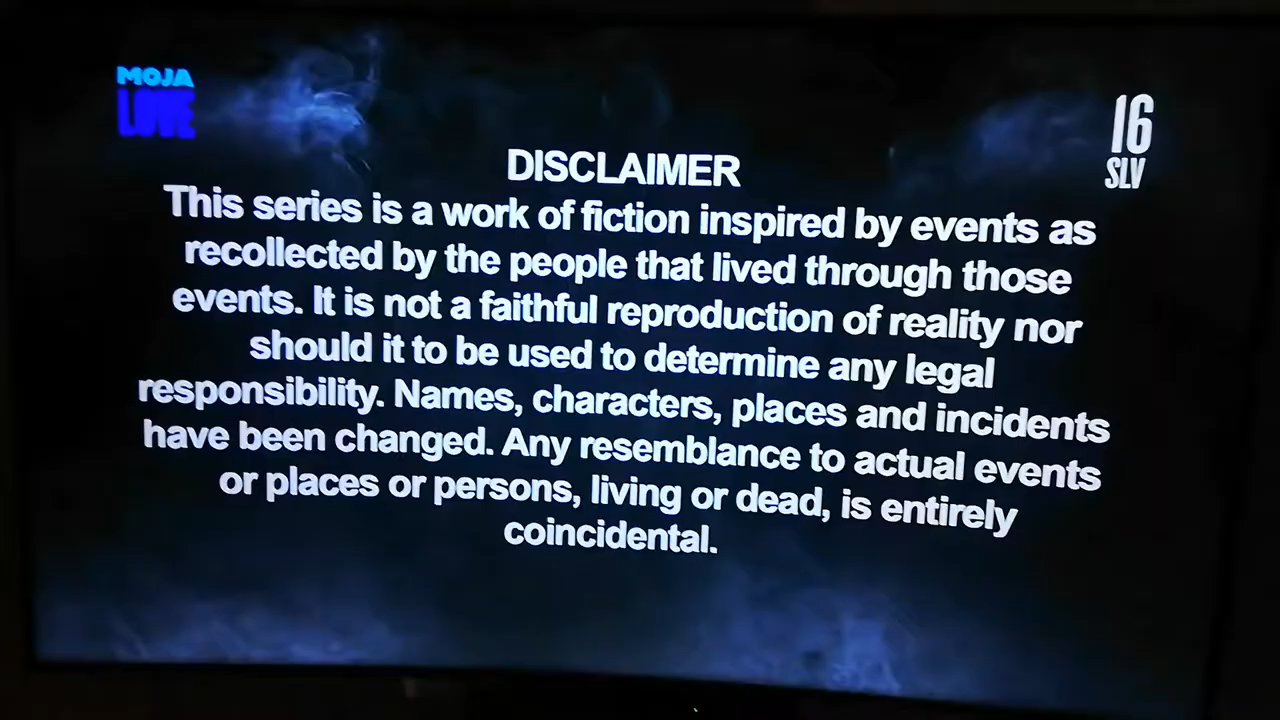 MOJA
LOVE
16
SLV
DISCLAIMER
This series is a work of fiction inspired by events as
recollected by the people that lived through those
events. It is not a faithful reproduction of reality nor
should it to be used to determine any legal
responsibility. Names, characters, places and incidents
have been changed. Any resemblance to actual events
or places or persons, living or dead, is entirely
coincidental.